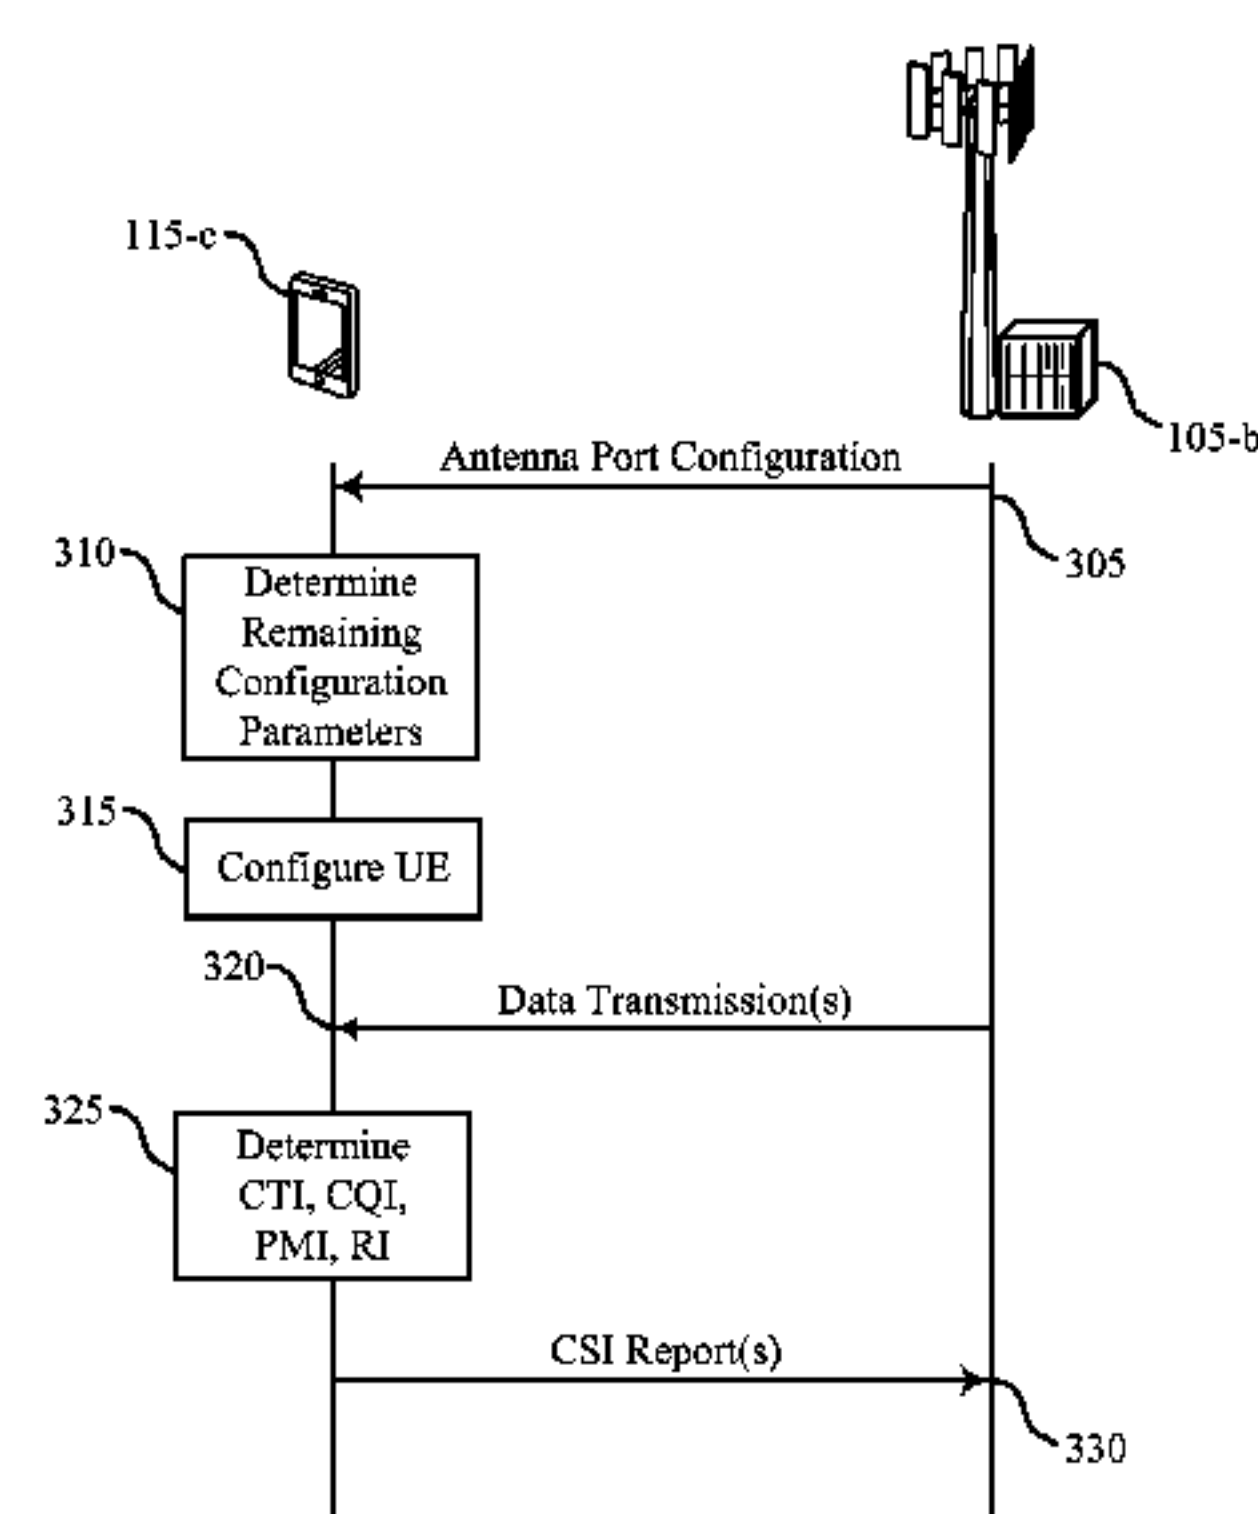 115-c
105-b
Antenna Port Configuration
305
310
Determine
Remaining
Configuration
Parameters
315
Configure UE
320
Data Transmission(s)
325
Determine
CTI, CQI,
PMI, RI
CSI Report(s)
330